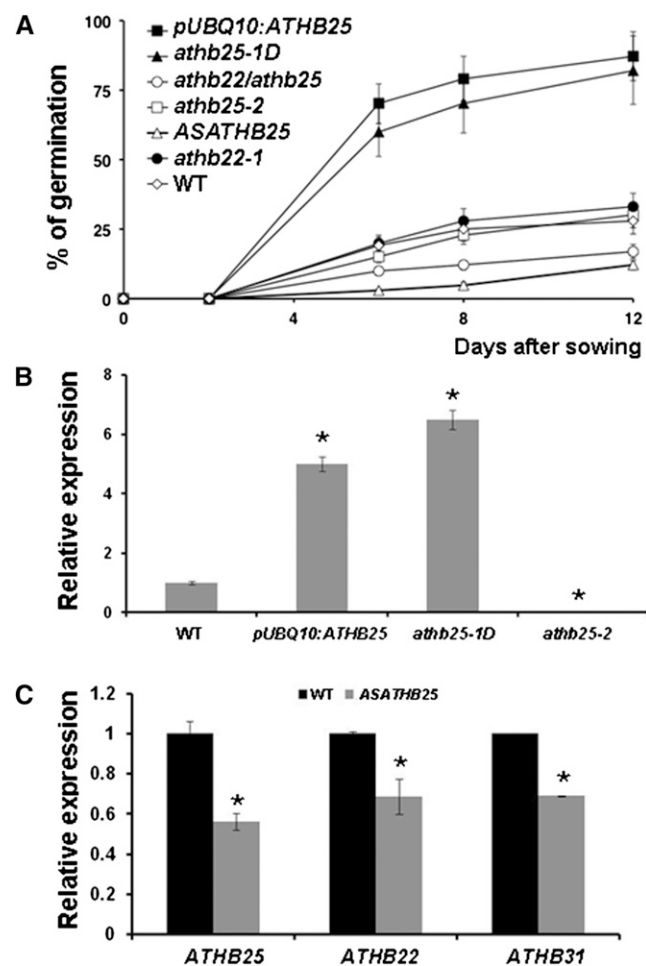 A
pUBQ10:ATHB25
athb25-1D
athb22/athb25
athb25-2
ASATHB25
athb22-1
WT
% of germination
100
75
50
25
0
0 4 8 12
Days after sowing
B
Relative expression
8
6
4
2
0
* * *
WT pUBQ10:ATHB25 athb25-1D athb25-2
C
WT ASATHB25
Relative expression
1.2
1
0.8
0.6
0.4
0.2
0
* * *
ATHB25 ATHB22 ATHB31